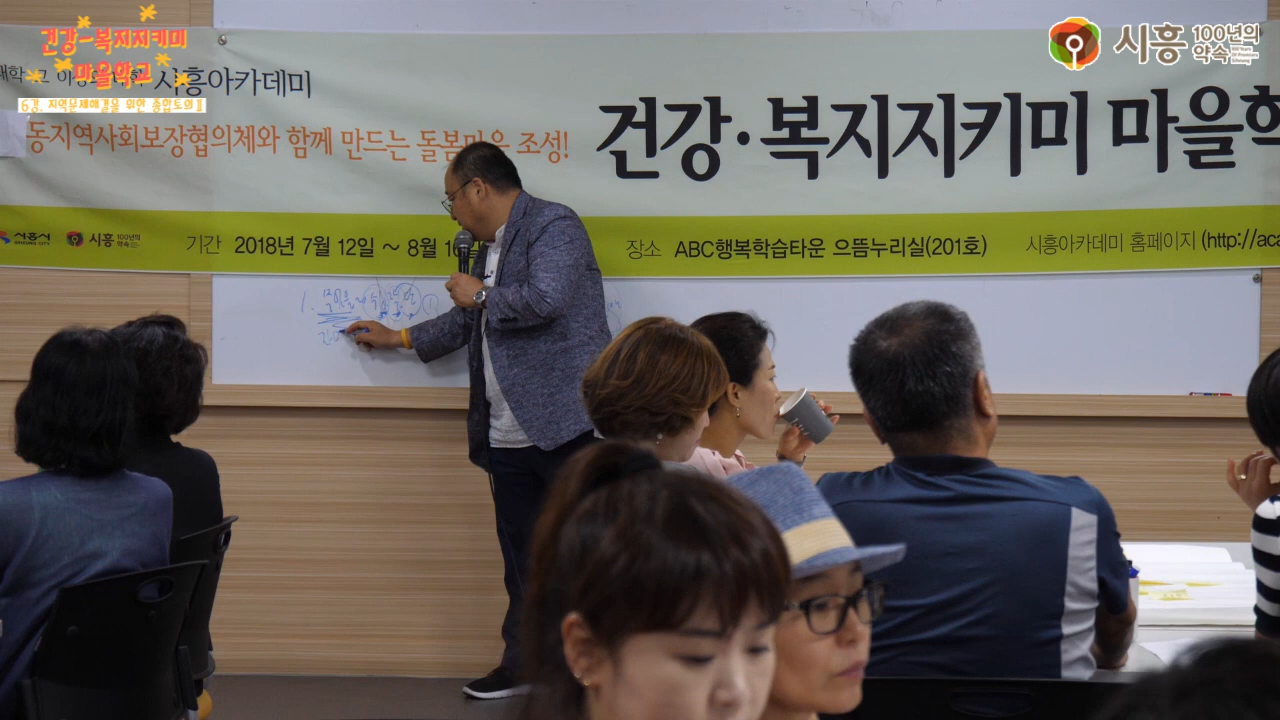 건강-복지지키미
마을학교
6강. 지역문제해결을 위한 종합토의 II
시흥 100년의 약속
시흥아카데미
동지역사회보장협의체와 함께 만드는 돌봄마을 조성!
건강·복지지키미 마을학
시흥시
SIHEUNG CITY
시흥 100년의 약속
기간 2018년 7월 12일 ~ 8월 16일
장소 ABC행복학습타운 으뜸누리실(201호)
시흥아카데미 홈페이지 (http://aca
1.